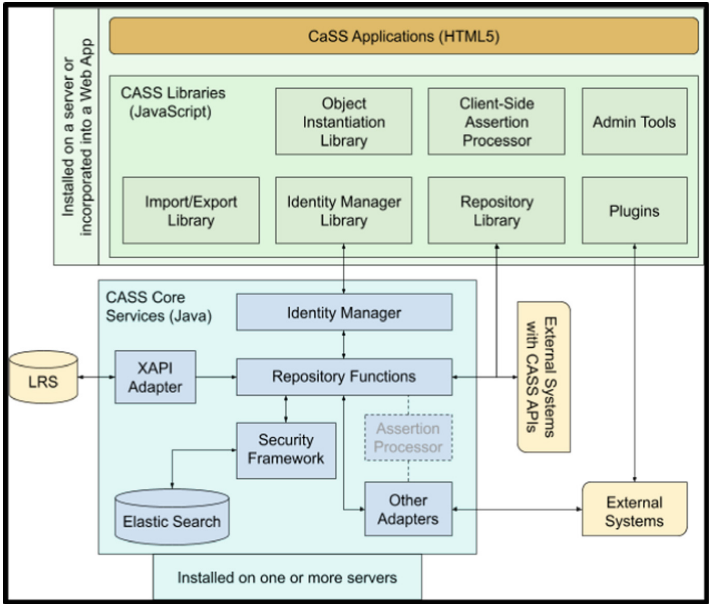 CaSS Applications (HTML5)
Installed on a server or
incorporated into a Web App
CASS Libraries
(JavaScript)
Object
Instantiation
Library
Client-Side
Assertion
Processor
Admin Tools
Import/Export
Library
Identity Manager
Library
Repository
Library
Plugins
CASS Core
Services (Java)
Identity Manager
External Systems
with CASS APIs
LRS
XAPI
Adapter
Repository Functions
Assertion
Processor
Security
Framework
Elastic Search
Other
Adapters
External
Systems
Installed on one or more servers